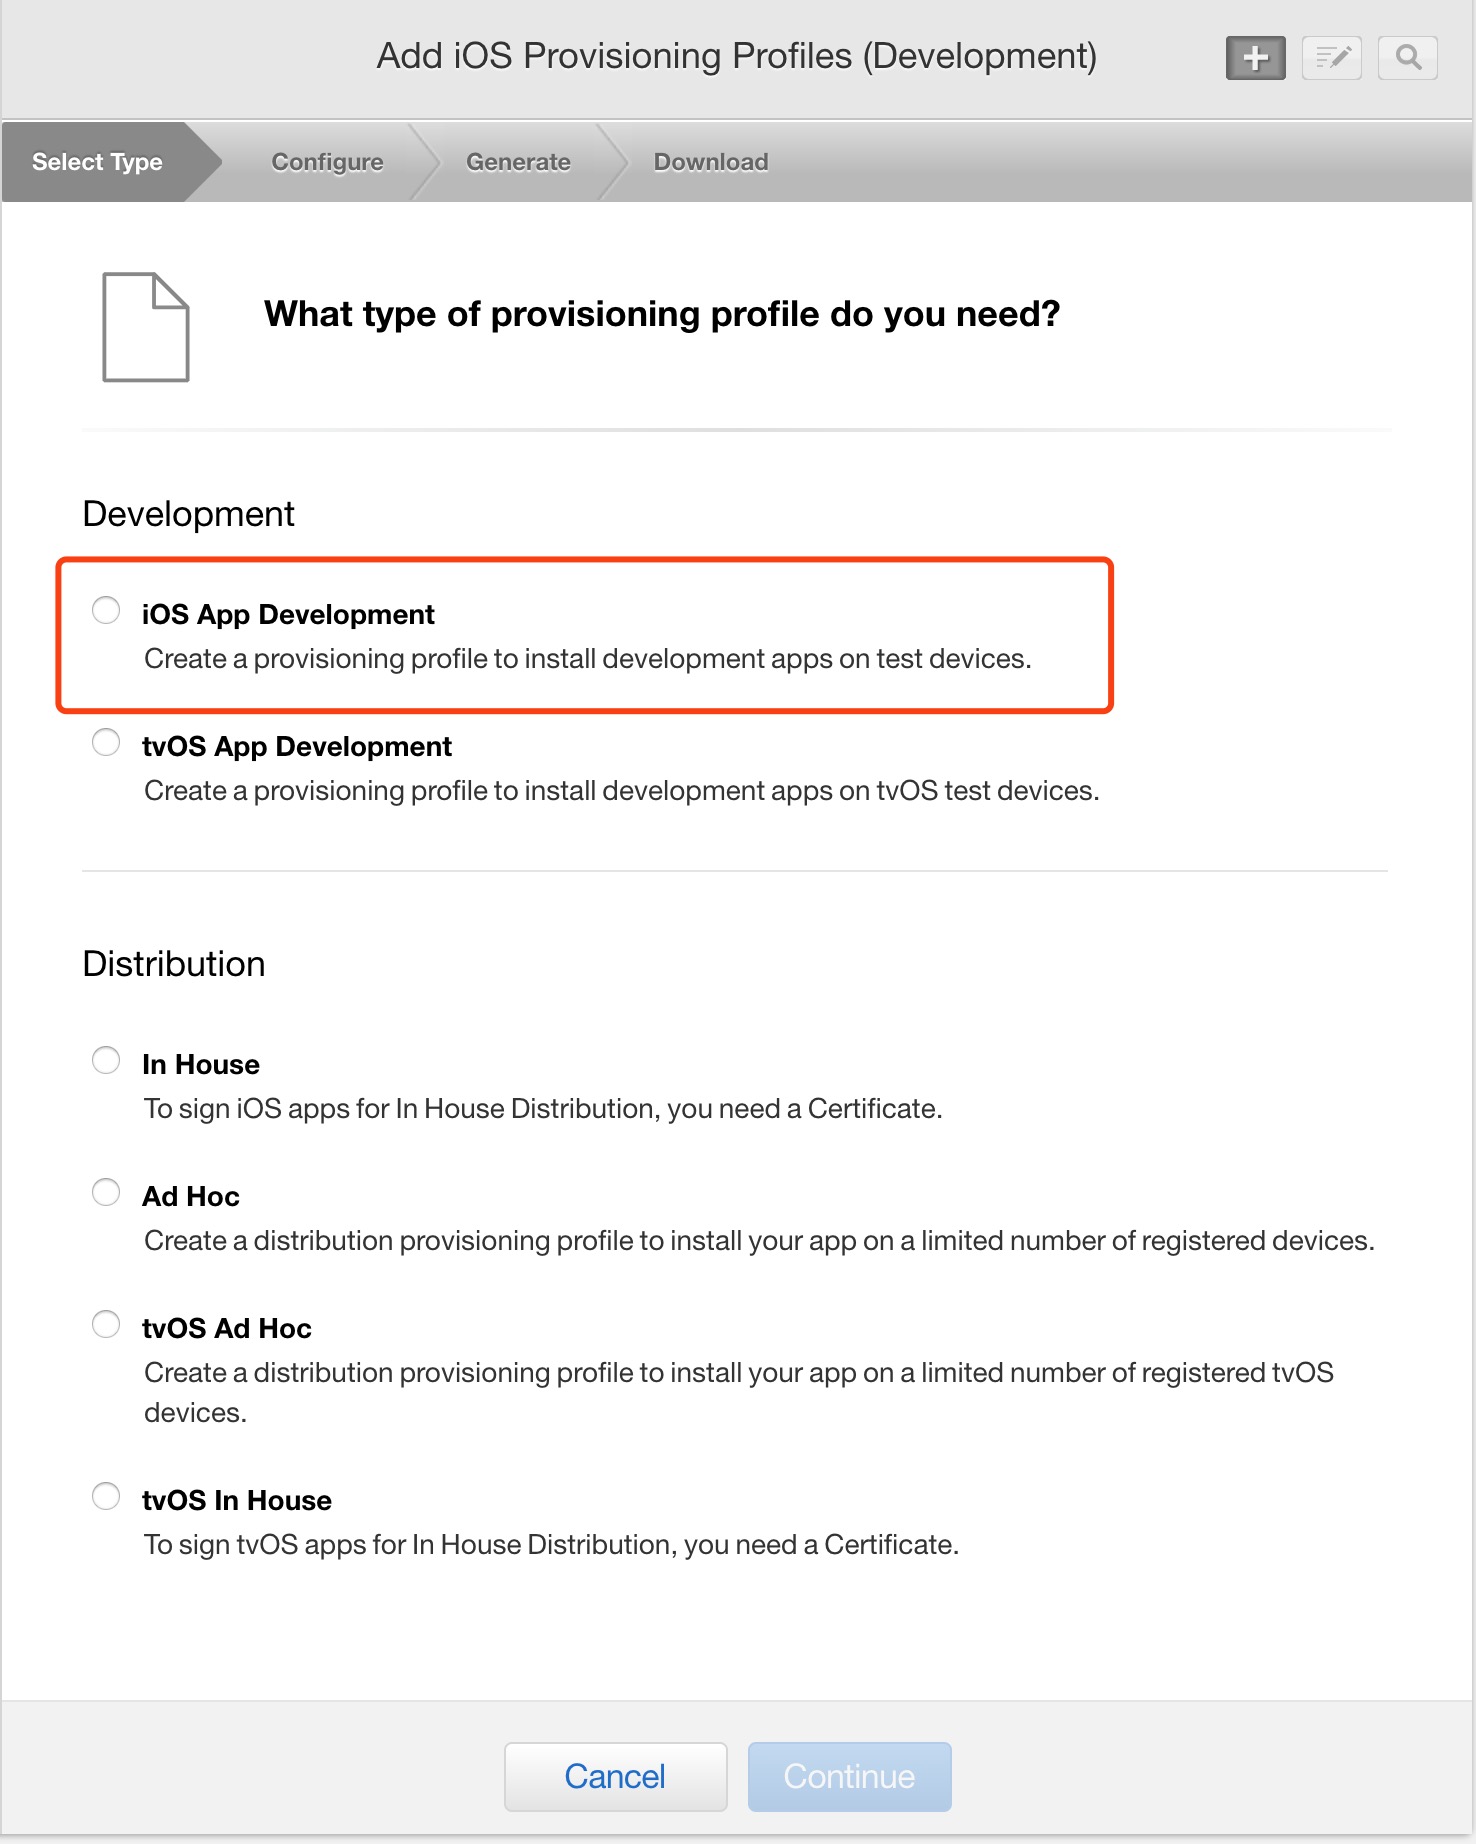 Add iOS Provisioning Profiles (Development)
Select Type
Configure
Generate
Download
What type of provisioning profile do you need?
Development
iOS App Development
Create a provisioning profile to install development apps on test devices.
tvOS App Development
Create a provisioning profile to install development apps on tvOS test devices.
Distribution
In House
To sign iOS apps for In House Distribution, you need a Certificate.
Ad Hoc
Create a distribution provisioning profile to install your app on a limited number of registered devices.
tvOS Ad Hoc
Create a distribution provisioning profile to install your app on a limited number of registered tvOS
devices.
tvOS In House
To sign tvOS apps for In House Distribution, you need a Certificate.
Cancel
Continue